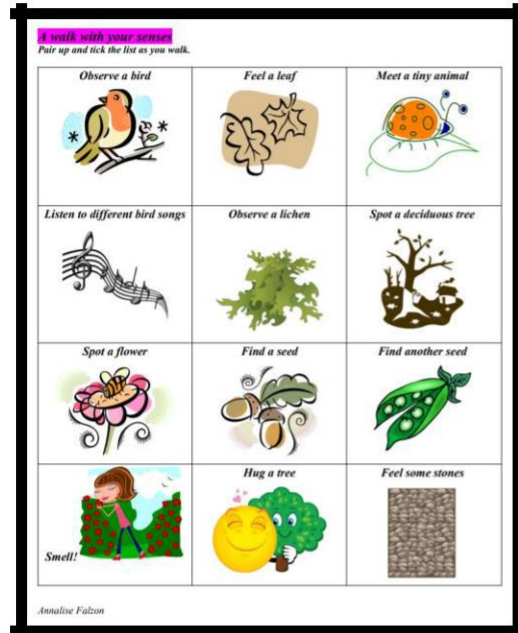 A walk with your senses
Pair up and tick the list as you walk.
Observe a bird
Feel a leaf
Meet a tiny animal
Listen to different bird songs
Observe a lichen
Spot a deciduous tree
Spot a flower
Find a seed
Find another seed
Smell!
Hug a tree
Feel some stones
Annalise Falzon